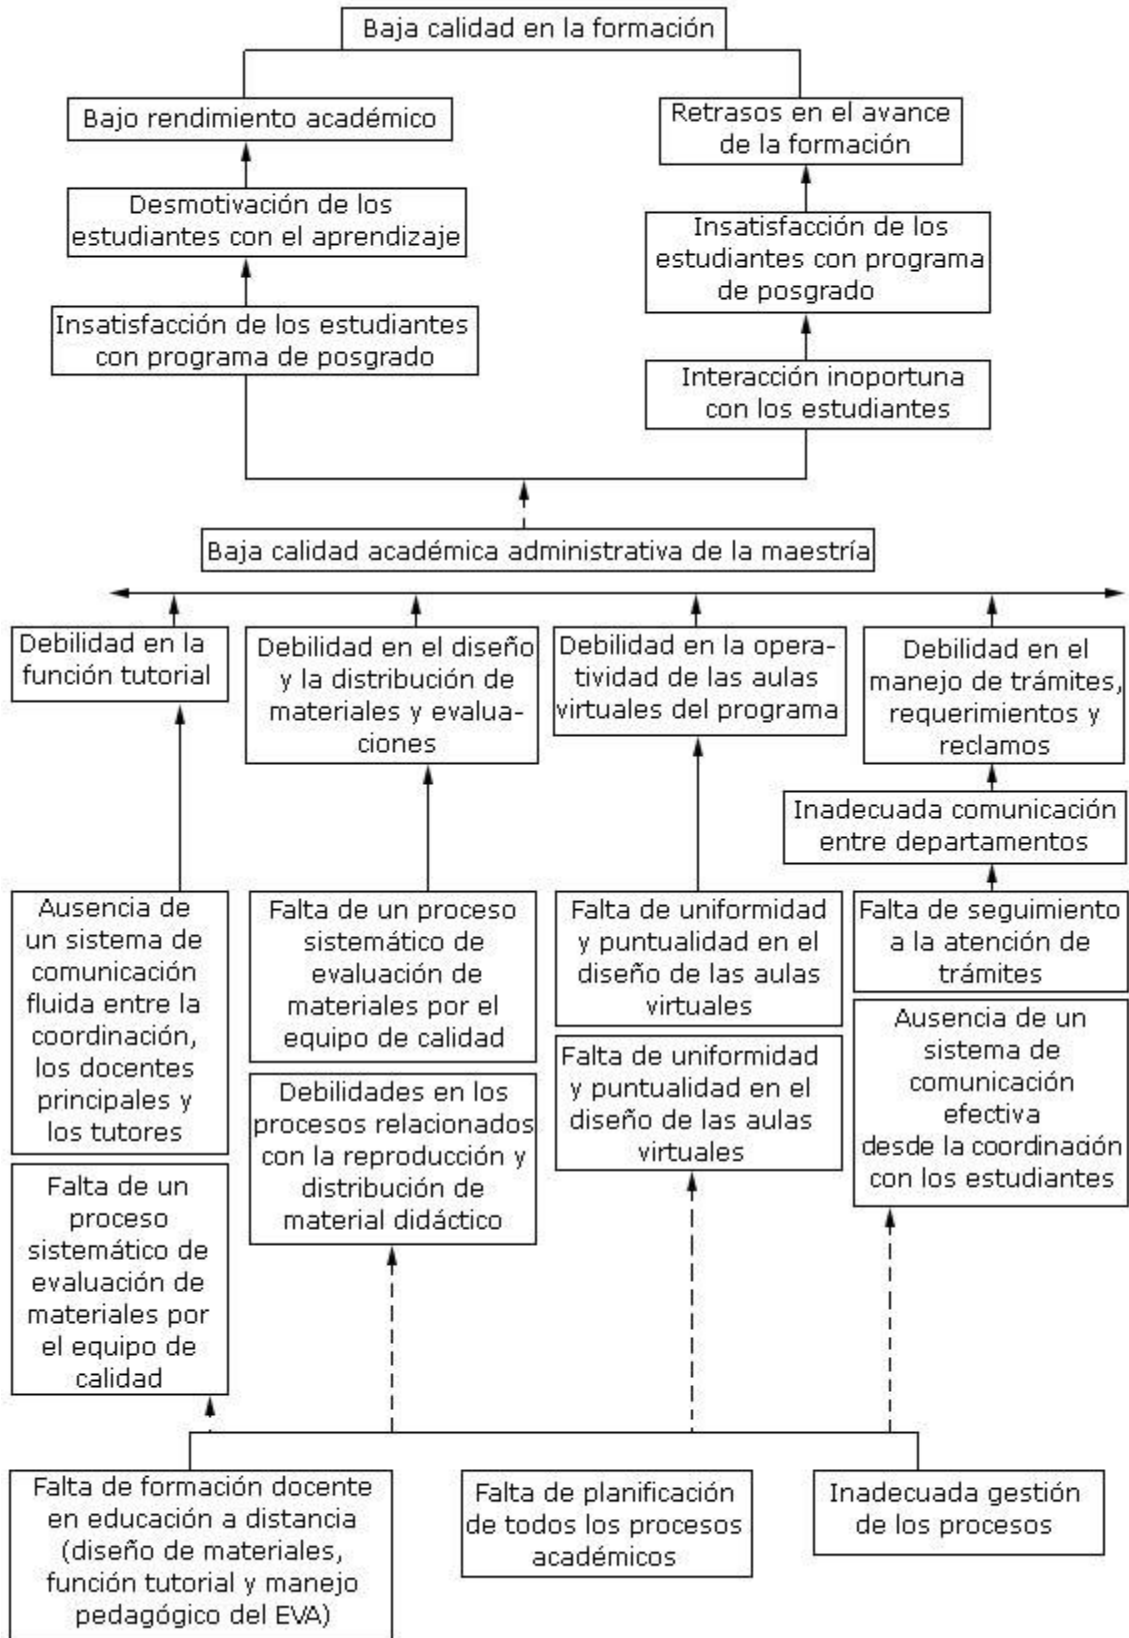 Baja calidad en la formación
Bajo rendimiento académico
Retrasos en el avance
de la formación
Desmotivación de los
estudiantes con el aprendizaje
Insatisfacción de los
estudiantes con programa
de posgrado
Insatisfacción de los estudiantes
con programa de posgrado
Interacción inoportuna
con los estudiantes
Baja calidad académica administrativa de la maestría
Debilidad en la
función tutorial
Debilidad en el diseño
y la distribución de
materiales y evalua-
ciones
Debilidad en la opera-
tividad de las aulas
virtuales del programa
Debilidad en el
manejo de trámites,
requerimientos y
reclamos
Inadecuada comunicación
entre departamentos
Ausencia de
un sistema de
comunicación
fluida entre la
coordinación,
los docentes
principales y
los tutores
Falta de un proceso
sistemático de
evaluación de
materiales por el
equipo de calidad
Falta de uniformidad
y puntualidad en el
diseño de las aulas
virtuales
Falta de seguimiento
a la atención de
trámites
Ausencia de un
sistema de
comunicación
efectiva
desde la coordinación
con los estudiantes
Falta de uniformidad
y puntualidad en el
diseño de las aulas
virtuales
Debilidades en los
procesos relacionados
con la reproducción y
distribución de
material didáctico
Falta de un
proceso
sistemático de
evaluación de
materiales por
el equipo de
calidad
Falta de formación docente
en educación a distancia
(diseño de materiales,
función tutorial y manejo
pedagógico del EVA)
Falta de planificación
de todos los procesos
académicos
Inadecuada gestión
de los procesos